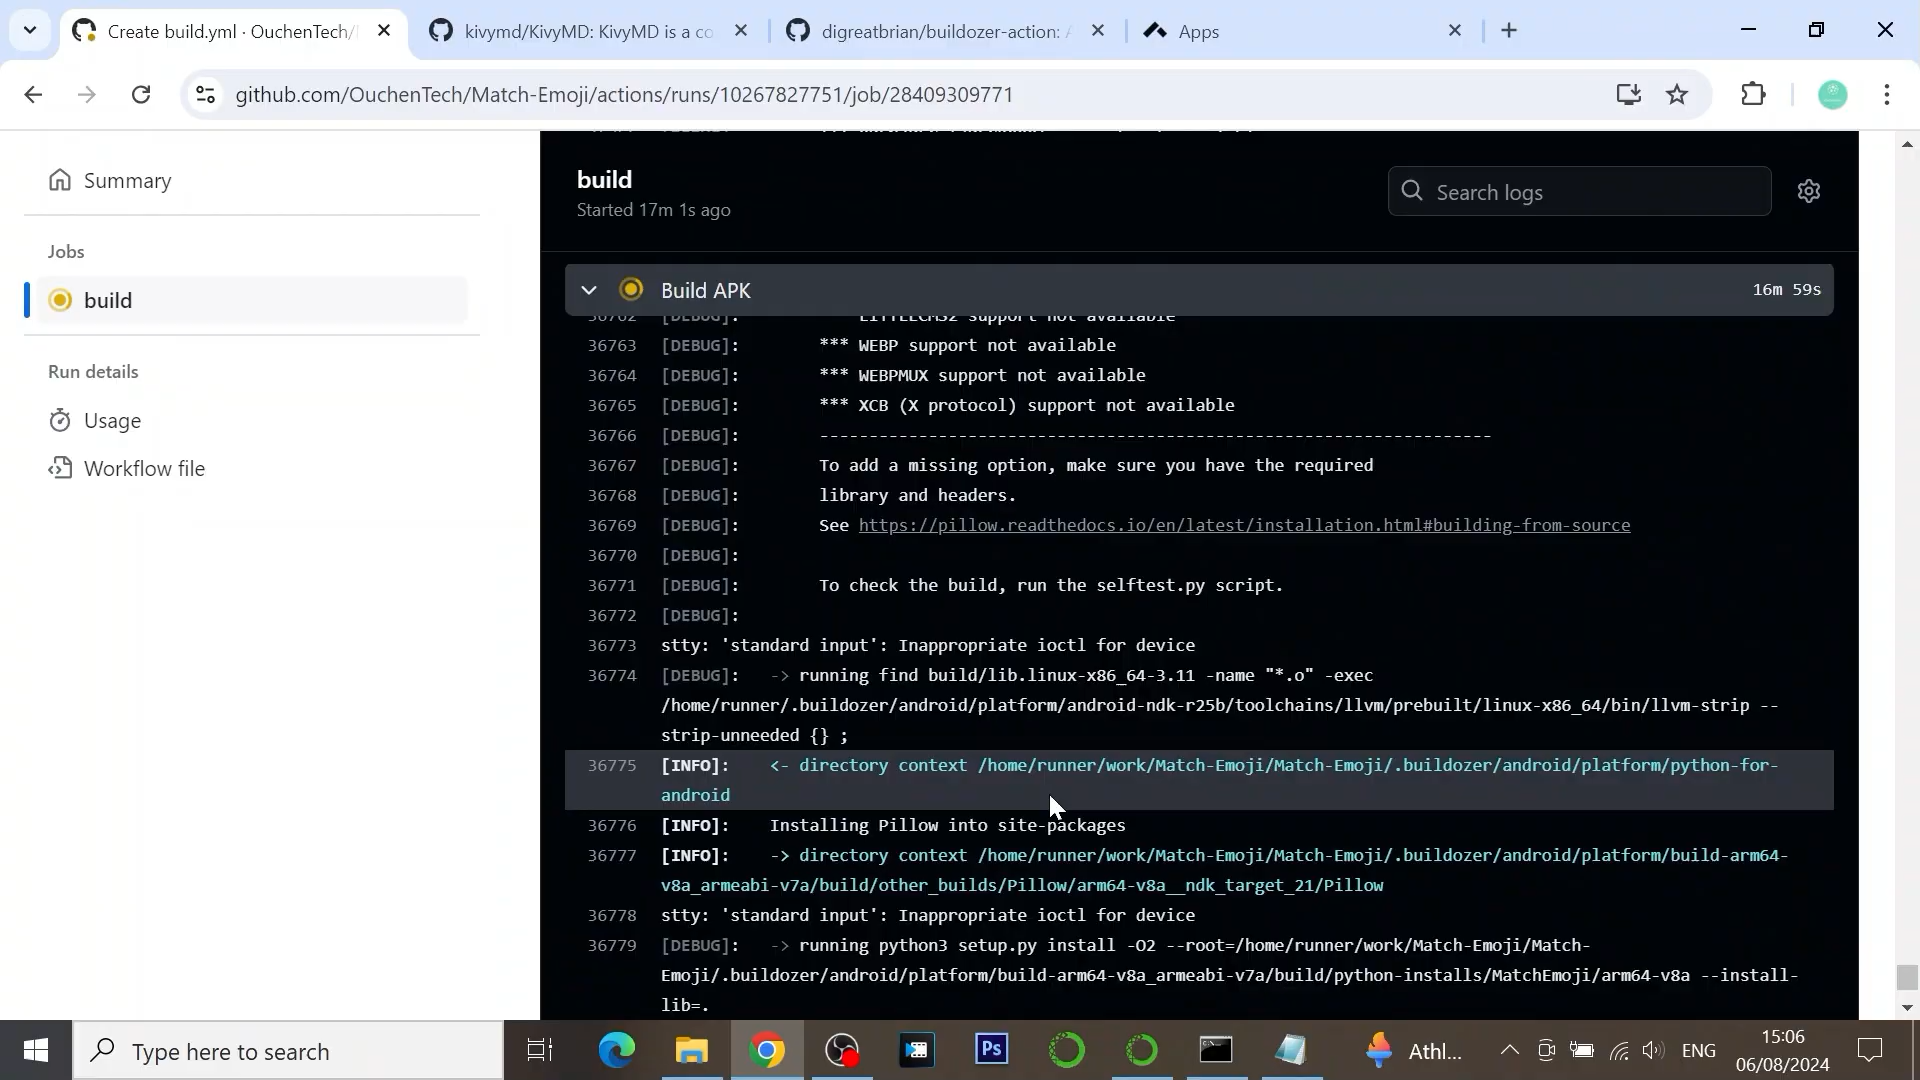 Create build.yml · OuchenTech/
kivymd/KivyMD: KivyMD is a co
digreatbrian/buildozer-action:
Apps
github.com/OuchenTech/Match-Emoji/actions/runs/10267827751/job/28409309771
Summary
Jobs
build
Run details
Usage
Workflow file
build
Started 17m 1s ago
Search logs
Build APK
16m 59s
36762 [DEBUG]: LITTLECMS2 support not available
36763 [DEBUG]: *** WEBP support not available
36764 [DEBUG]: *** WEBPMUX support not available
36765 [DEBUG]: *** XCB (X protocol) support not available
36766 [DEBUG]: --------------------------------------------------------------------
36767 [DEBUG]: To add a missing option, make sure you have the required
36768 [DEBUG]: library and headers.
36769 [DEBUG]: See https://pillow.readthedocs.io/en/latest/installation.html#building-from-source
36770 [DEBUG]:
36771 [DEBUG]: To check the build, run the selftest.py script.
36772 [DEBUG]:
36773 stty: 'standard input': Inappropriate ioctl for device
36774 [DEBUG]: -> running find build/lib.linux-x86_64-3.11 -name "*.o" -exec
/home/runner/.buildozer/android/platform/android-ndk-r25b/toolchains/llvm/prebuilt/linux-x86_64/bin/llvm-strip --
strip-unneeded {} ;
36775 [INFO]: <- directory context /home/runner/work/Match-Emoji/Match-Emoji/.buildozer/android/platform/python-for-
android
36776 [INFO]: Installing Pillow into site-packages
36777 [INFO]: -> directory context /home/runner/work/Match-Emoji/Match-Emoji/.buildozer/android/platform/build-arm64-
v8a_armeabi-v7a/build/other_builds/Pillow/arm64-v8a__ndk_target_21/Pillow
36778 stty: 'standard input': Inappropriate ioctl for device
36779 [DEBUG]: -> running python3 setup.py install -O2 --root=/home/runner/work/Match-Emoji/Match-
Emoji/.buildozer/android/platform/build-arm64-v8a_armeabi-v7a/build/python-installs/MatchEmoji/arm64-v8a --install-
lib=.
Type here to search
Ps
Athl...
ENG
15:06
06/08/2024